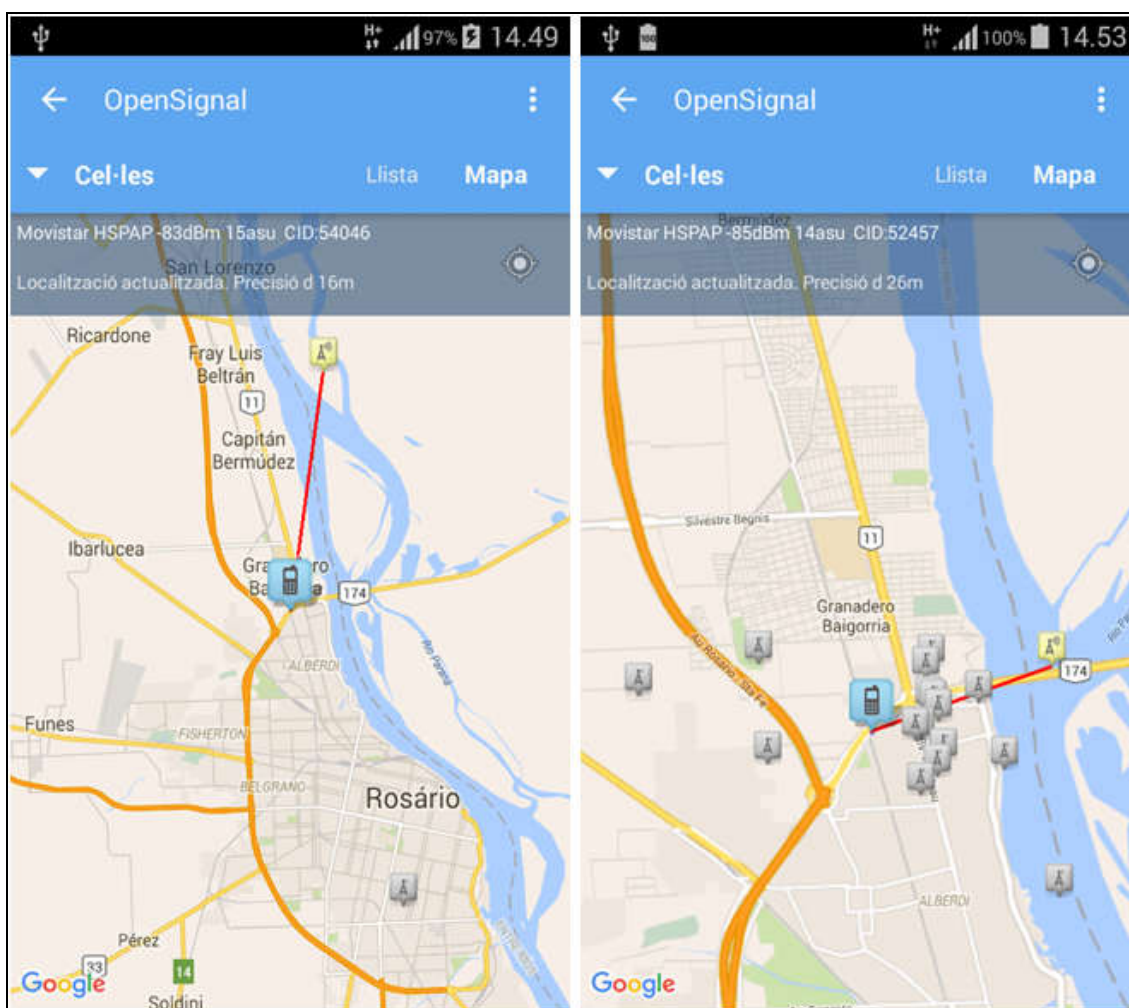 H+ 97% 14.49
OpenSignal
Cel·les Llista Mapa
Movistar HSPAP -83dBm 15asu CID:54046
San Lorenzo
Localització actualitzada. Precisió d 16m
Ricardone
Fray Luis
Beltrán
11
Capitán
Bermúdez
Ibarlucea
174
ALBERDI
Río Paraná
Funes
FISHERTON
BELGRANO
Rosário
Pérez
33
14
Google
Soldini
H+ 100% 14.53
OpenSignal
Cel·les Llista Mapa
Bermúdez
Movistar HSPAP -85dBm 14asu CID:52457
Localització actualitzada. Precisió d 26m
Silvestre Begnis
11
Granadero
Baigorria
Au Rosario - Sta Fe
174
ALBERDI
Google